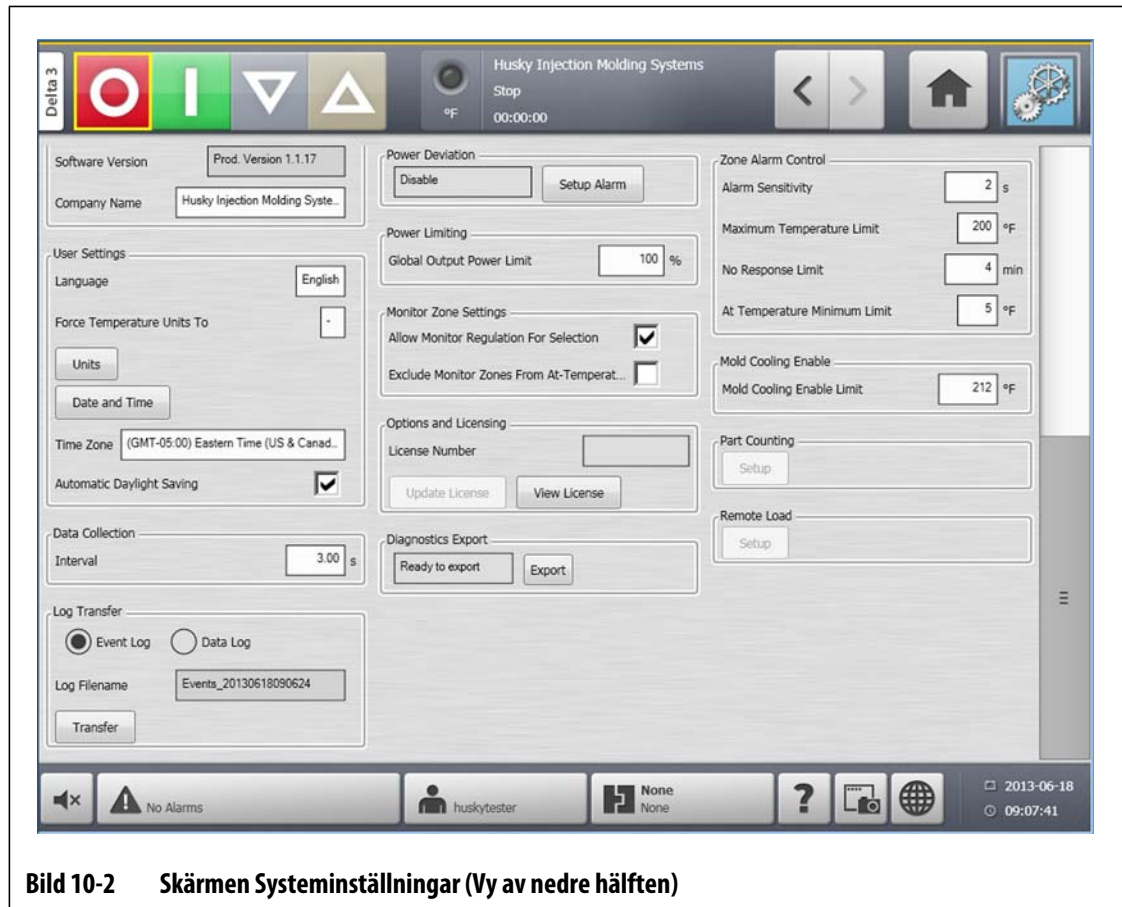 Delta 3
°F
Husky Injection Molding Systems
Stop
00:00:00
Software Version
Prod. Version 1.1.17
Company Name
Husky Injection Molding Syste...
User Settings
Language
English
Force Temperature Units To
-
Units
Date and Time
Time Zone
(GMT-05:00) Eastern Time (US & Canad..
Automatic Daylight Saving
Data Collection
Interval
3.00 s
Log Transfer
Event Log
Data Log
Log Filename
Events_20130618090624
Transfer
Power Deviation
Disable
Setup Alarm
Power Limiting
Global Output Power Limit
100 %
Monitor Zone Settings
Allow Monitor Regulation For Selection
Exclude Monitor Zones From At-Temperat...
Options and Licensing
License Number
Update License
View License
Diagnostics Export
Ready to export
Export
Zone Alarm Control
Alarm Sensitivity
2 s
Maximum Temperature Limit
200 °F
No Response Limit
4 min
At Temperature Minimum Limit
5 °F
Mold Cooling Enable
Mold Cooling Enable Limit
212 °F
Part Counting
Setup
Remote Load
Setup
No Alarms
huskytester
None
None
?
2013-06-18
09:07:41
Bild 10-2 Skärmen Systeminställningar (Vy av nedre hälften)